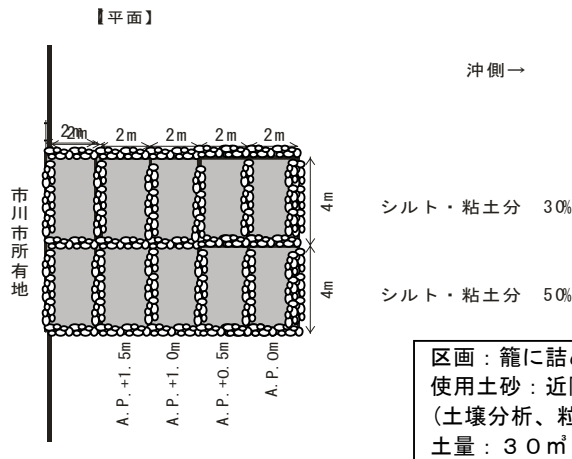 【平面】
沖側→
2m 2m 2m 2m 2m
4m
シルト・粘土分 30%
市川市所有地
4m
シルト・粘土分 50%
A.P.+1.5m
A.P.+1.0m
A.P.+0.5m
A.P.0m
区画：籠に詰
使用土砂：近
(土壌分析、粒
土量：３０㎥